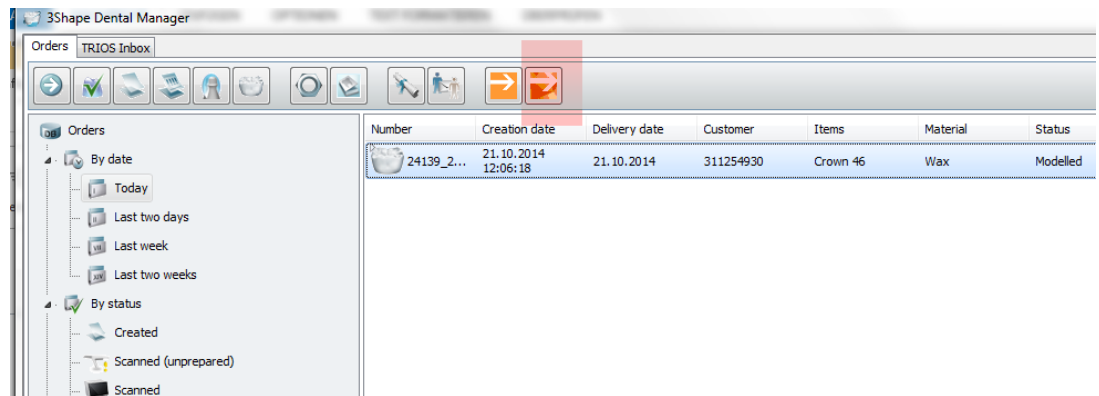 3Shape Dental Manager
Orders TRIOS Inbox
Orders
By date
Today
Last two days
Last week
Last two weeks
By status
Created
Scanned (unprepared)
Scanned
Number Creation date Delivery date Customer Items Material Status
24139_2... 21.10.2014 12:06:18 21.10.2014 311254930 Crown 46 Wax Modelled